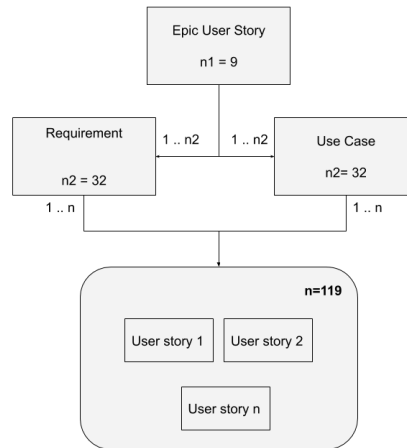 Epic User Story
n1 = 9
Requirement
n2 = 32
1 .. n2
1 .. n2
Use Case
n2= 32
1 .. n
1 .. n
n=119
User story 1
User story 2
User story n